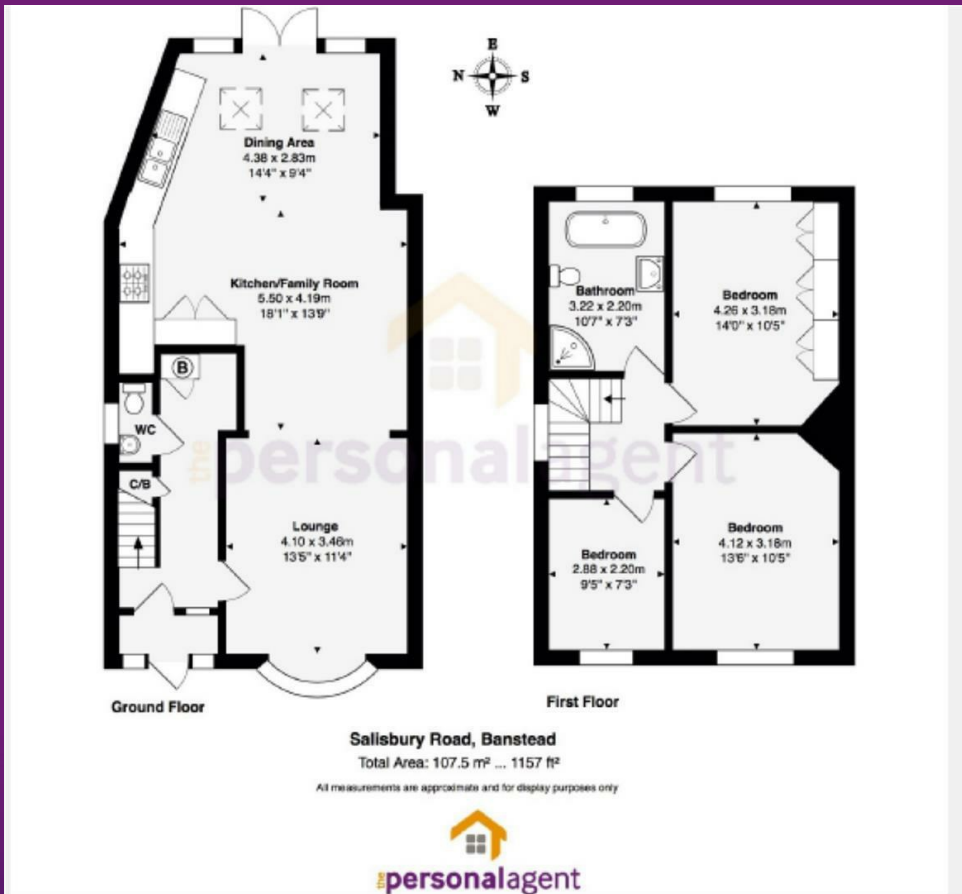 E
N S
W
Dining Area
4.38 x 2.83m
14'4" x 9'4"
Kitchen/Family Room
5.50 x 4.19m
18'1" x 13'9"
B
WC
C/B
Lounge
4.10 x 3.46m
13'5" x 11'4"
Ground Floor
Bathroom
3.22 x 2.20m
10'7" x 7'3"
Bedroom
4.26 x 3.18m
14'0" x 10'5"
Bedroom
2.88 x 2.20m
9'5" x 7'3"
Bedroom
4.12 x 3.18m
13'6" x 10'5"
First Floor
the personalagent
Salisbury Road, Banstead
Total Area: 107.5 m² ... 1157 ft²
All measurements are approximate and for display purposes only
the personalagent